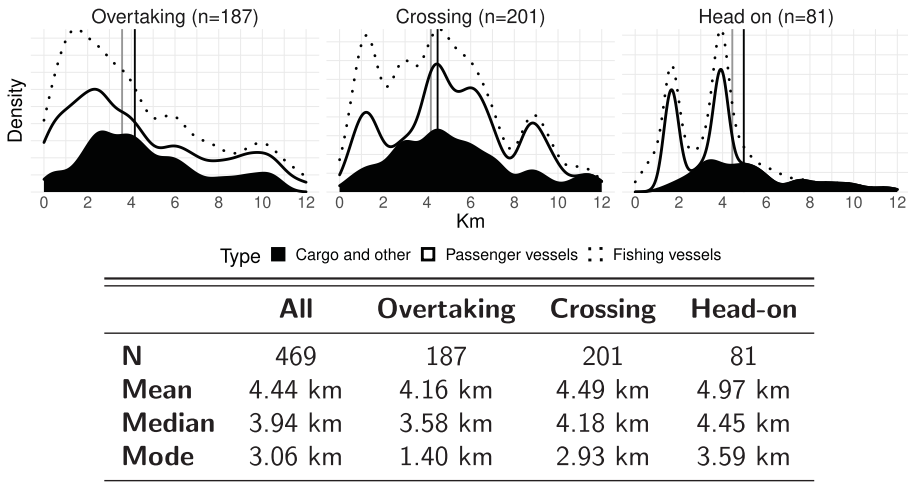 Overtaking (n=187) Crossing (n=201) Head on (n=81)
Density
0 2 4 6 8 10 12 0 2 4 6 8 10 12 0 2 4 6 8 10 12
Km
Type Cargo and other Passenger vessels Fishing vessels
All Overtaking Crossing Head-on
N 469 187 201 81
Mean 4.44 km 4.16 km 4.49 km 4.97 km
Median 3.94 km 3.58 km 4.18 km 4.45 km
Mode 3.06 km 1.40 km 2.93 km 3.59 km